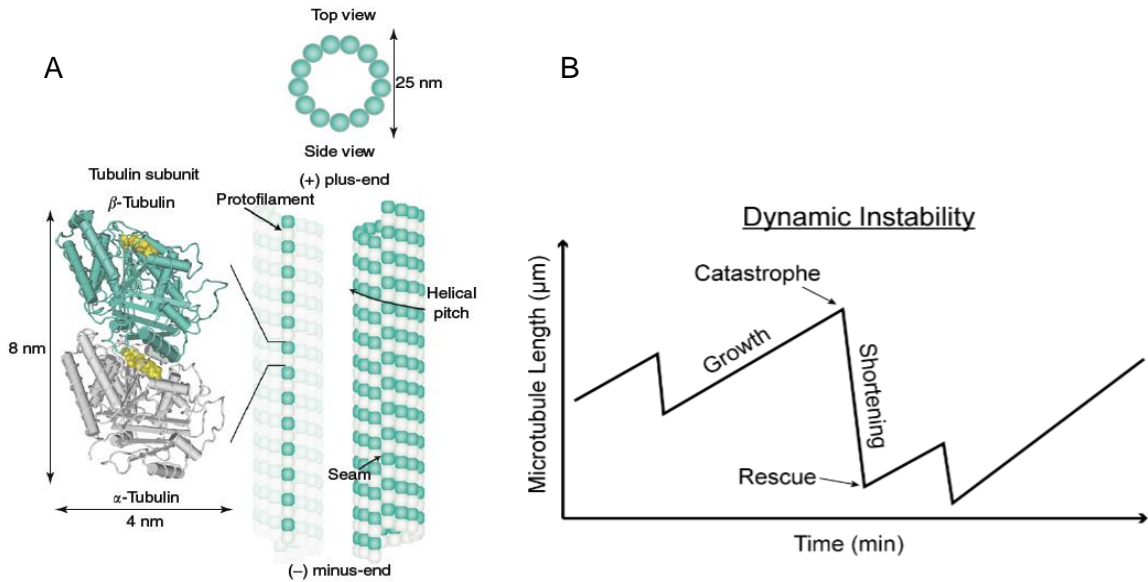 A
Top view
25 nm
Side view
(+) plus-end
Tubulin subunit
β-Tubulin
Protofilament
8 nm
Helical
pitch
Seam
α-Tubulin
4 nm
(–) minus-end
B
Dynamic Instability
Microtubule Length (μm)
Catastrophe
Growth
Shortening
Rescue
Time (min)